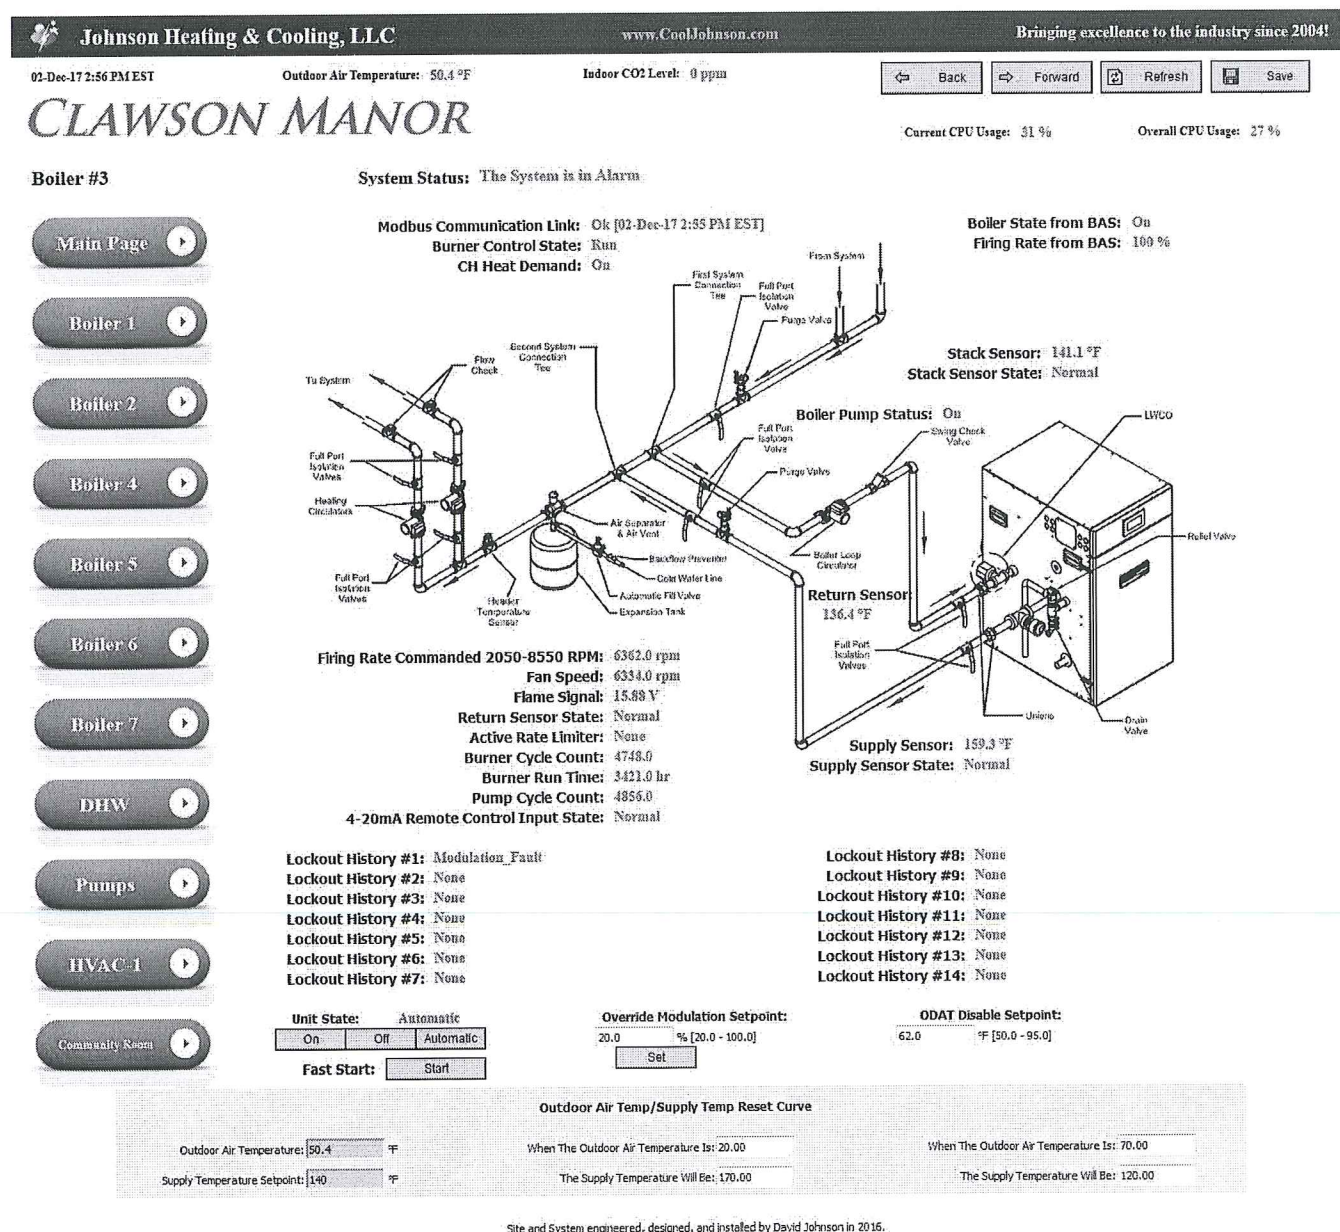 Johnson Heating & Cooling, LLC
www.CoolJohnson.com
Bringing excellence to the industry since 2004!
02-Dec-17 2:56 PM EST
Outdoor Air Temperature: 50.4 °F
Indoor CO2 Level: 0 ppm
Back
Forward
Refresh
Save
CLAWSON MANOR
Current CPU Usage: 31 %
Overall CPU Usage: 27 %
Boiler #3
System Status: The System is in Alarm
Main Page
Boiler 1
Boiler 2
Boiler 4
Boiler 5
Boiler 6
Boiler 7
DHW
Pumps
HVAC-1
Community Room
Modbus Communication Link: Ok [02-Dec-17 2:55 PM EST]
Burner Control State: Run
CH Heat Demand: On
Boiler State from BAS: On
Firing Rate from BAS: 100 %
From System
First System
Connection
Tee
Full Port
Isolation
Valve
Purge Valve
Second System
Connection
Tee
Flow
Check
To System
Stack Sensor: 141.1 °F
Stack Sensor State: Normal
Boiler Pump Status: On
LWCO
Swing Check
Valve
Full Port
Isolation
Valve
Purge Valve
Full Port
Isolation
Valves
Heating
Circulators
Air Separator
& Air Vent
Backflow Preventer
Cold Water Line
Automatic Fill Valve
Expansion Tank
Boiler Loop
Circulator
Relief Valve
Full Port
Isolation
Valves
Header
Temperature
Sensor
Return Sensor:
136.4 °F
Full Port
Isolation
Valves
Unions
Drain
Valve
Supply Sensor: 159.3 °F
Supply Sensor State: Normal
Firing Rate Commanded 2050-8550 RPM: 6362.0 rpm
Fan Speed: 6334.0 rpm
Flame Signal: 15.88 V
Return Sensor State: Normal
Active Rate Limiter: None
Burner Cycle Count: 4748.0
Burner Run Time: 3421.0 hr
Pump Cycle Count: 4856.0
4-20mA Remote Control Input State: Normal
Lockout History #1: Modulation_Fault
Lockout History #2: None
Lockout History #3: None
Lockout History #4: None
Lockout History #5: None
Lockout History #6: None
Lockout History #7: None
Lockout History #8: None
Lockout History #9: None
Lockout History #10: None
Lockout History #11: None
Lockout History #12: None
Lockout History #13: None
Lockout History #14: None
Unit State: Automatic
On Off Automatic
Fast Start: Start
Override Modulation Setpoint:
20.0 % [20.0 - 100.0]
Set
ODAT Disable Setpoint:
62.0 °F [50.0 - 95.0]
Outdoor Air Temp/Supply Temp Reset Curve
Outdoor Air Temperature: 50.4 °F
When The Outdoor Air Temperature Is: 20.00
When The Outdoor Air Temperature Is: 70.00
Supply Temperature Setpoint: 140 °F
The Supply Temperature Will Be: 170.00
The Supply Temperature Will Be: 120.00
Site and System engineered, designed, and installed by David Johnson in 2016.